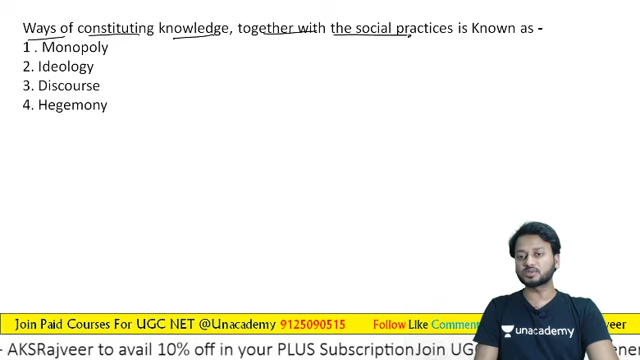 Ways of constituting knowledge, together with the social practices is Known as -
1 . Monopoly
2. Ideology
3. Discourse
4. Hegemony
unacademy
Join Paid Courses For UGC NET @Unacademy 9125090515 Follow Like Comment
- AKSRajveer to avail 10% off in your PLUS SubscriptionJoin UG